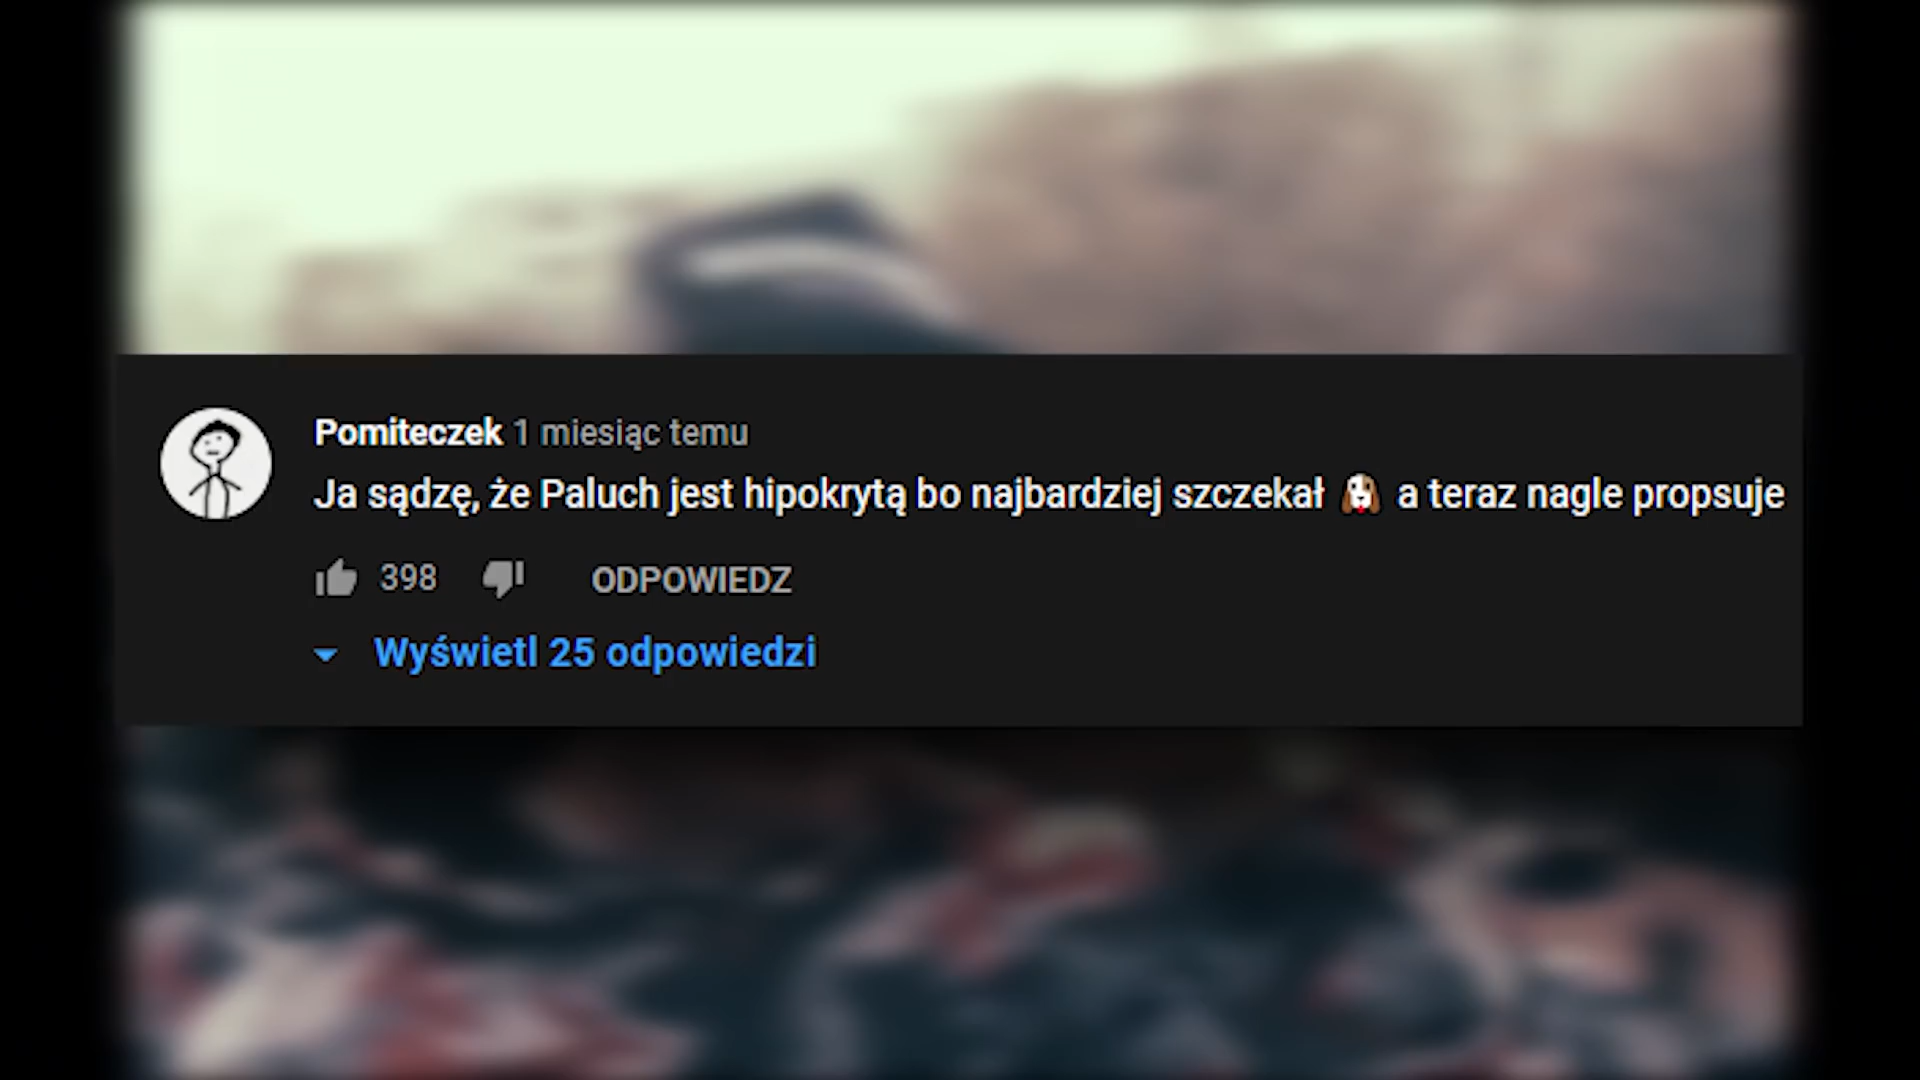 Pomiteczek 1 miesiąc temu
Ja sądzę, że Paluch jest hipokrytą bo najbardziej szczekał 🐶 a teraz nagle propsuje
398 ODPOWIEDZ
Wyświetl 25 odpowiedzi